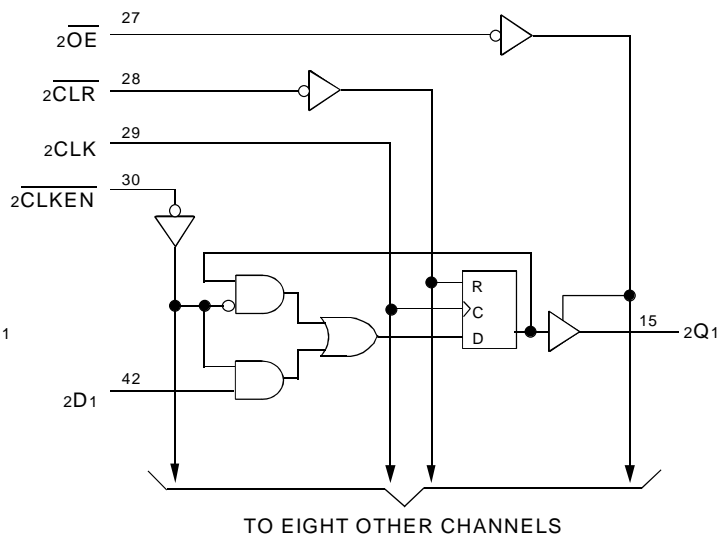 27
2OE
28
2CLR
29
2CLK
30
2CLKEN
R
C
D
15
2Q1
1
42
2D1
TO EIGHT OTHER CHANNELS